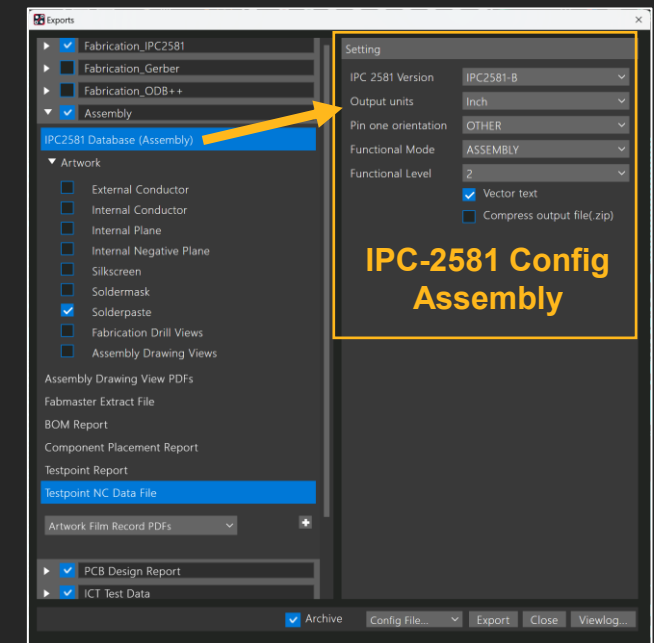 Exports
Fabrication_IPC2581
Fabrication_Gerber
Fabrication_ODB++
Assembly
IPC2581 Database (Assembly)
Artwork
External Conductor
Internal Conductor
Internal Plane
Internal Negative Plane
Silkscreen
Soldermask
Solderpaste
Fabrication Drill Views
Assembly Drawing Views
Assembly Drawing View PDFs
Fabmaster Extract File
BOM Report
Component Placement Report
Testpoint Report
Testpoint NC Data File
Artwork Film Record PDFs
PCB Design Report
ICT Test Data
Setting
IPC 2581 Version IPC2581-B
Output units Inch
Pin one orientation OTHER
Functional Mode ASSEMBLY
Functional Level 2
Vector text
Compress output file(.zip)
IPC-2581 Config
Assembly
Archive Config File... Export Close Viewlog...